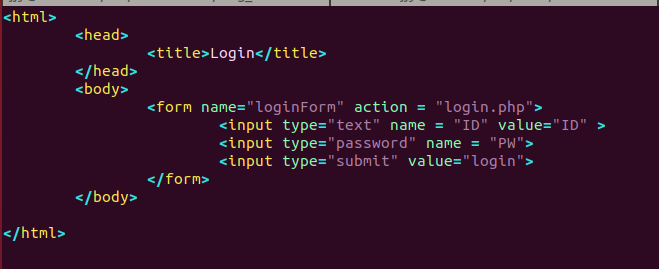 <html>
<head>
<title>Login</title>
</head>
<body>
<form name="loginForm" action = "login.php">
<input type="text" name = "ID" value="ID" >
<input type="password" name = "PW">
<input type="submit" value="login">
</form>
</body>
</html>